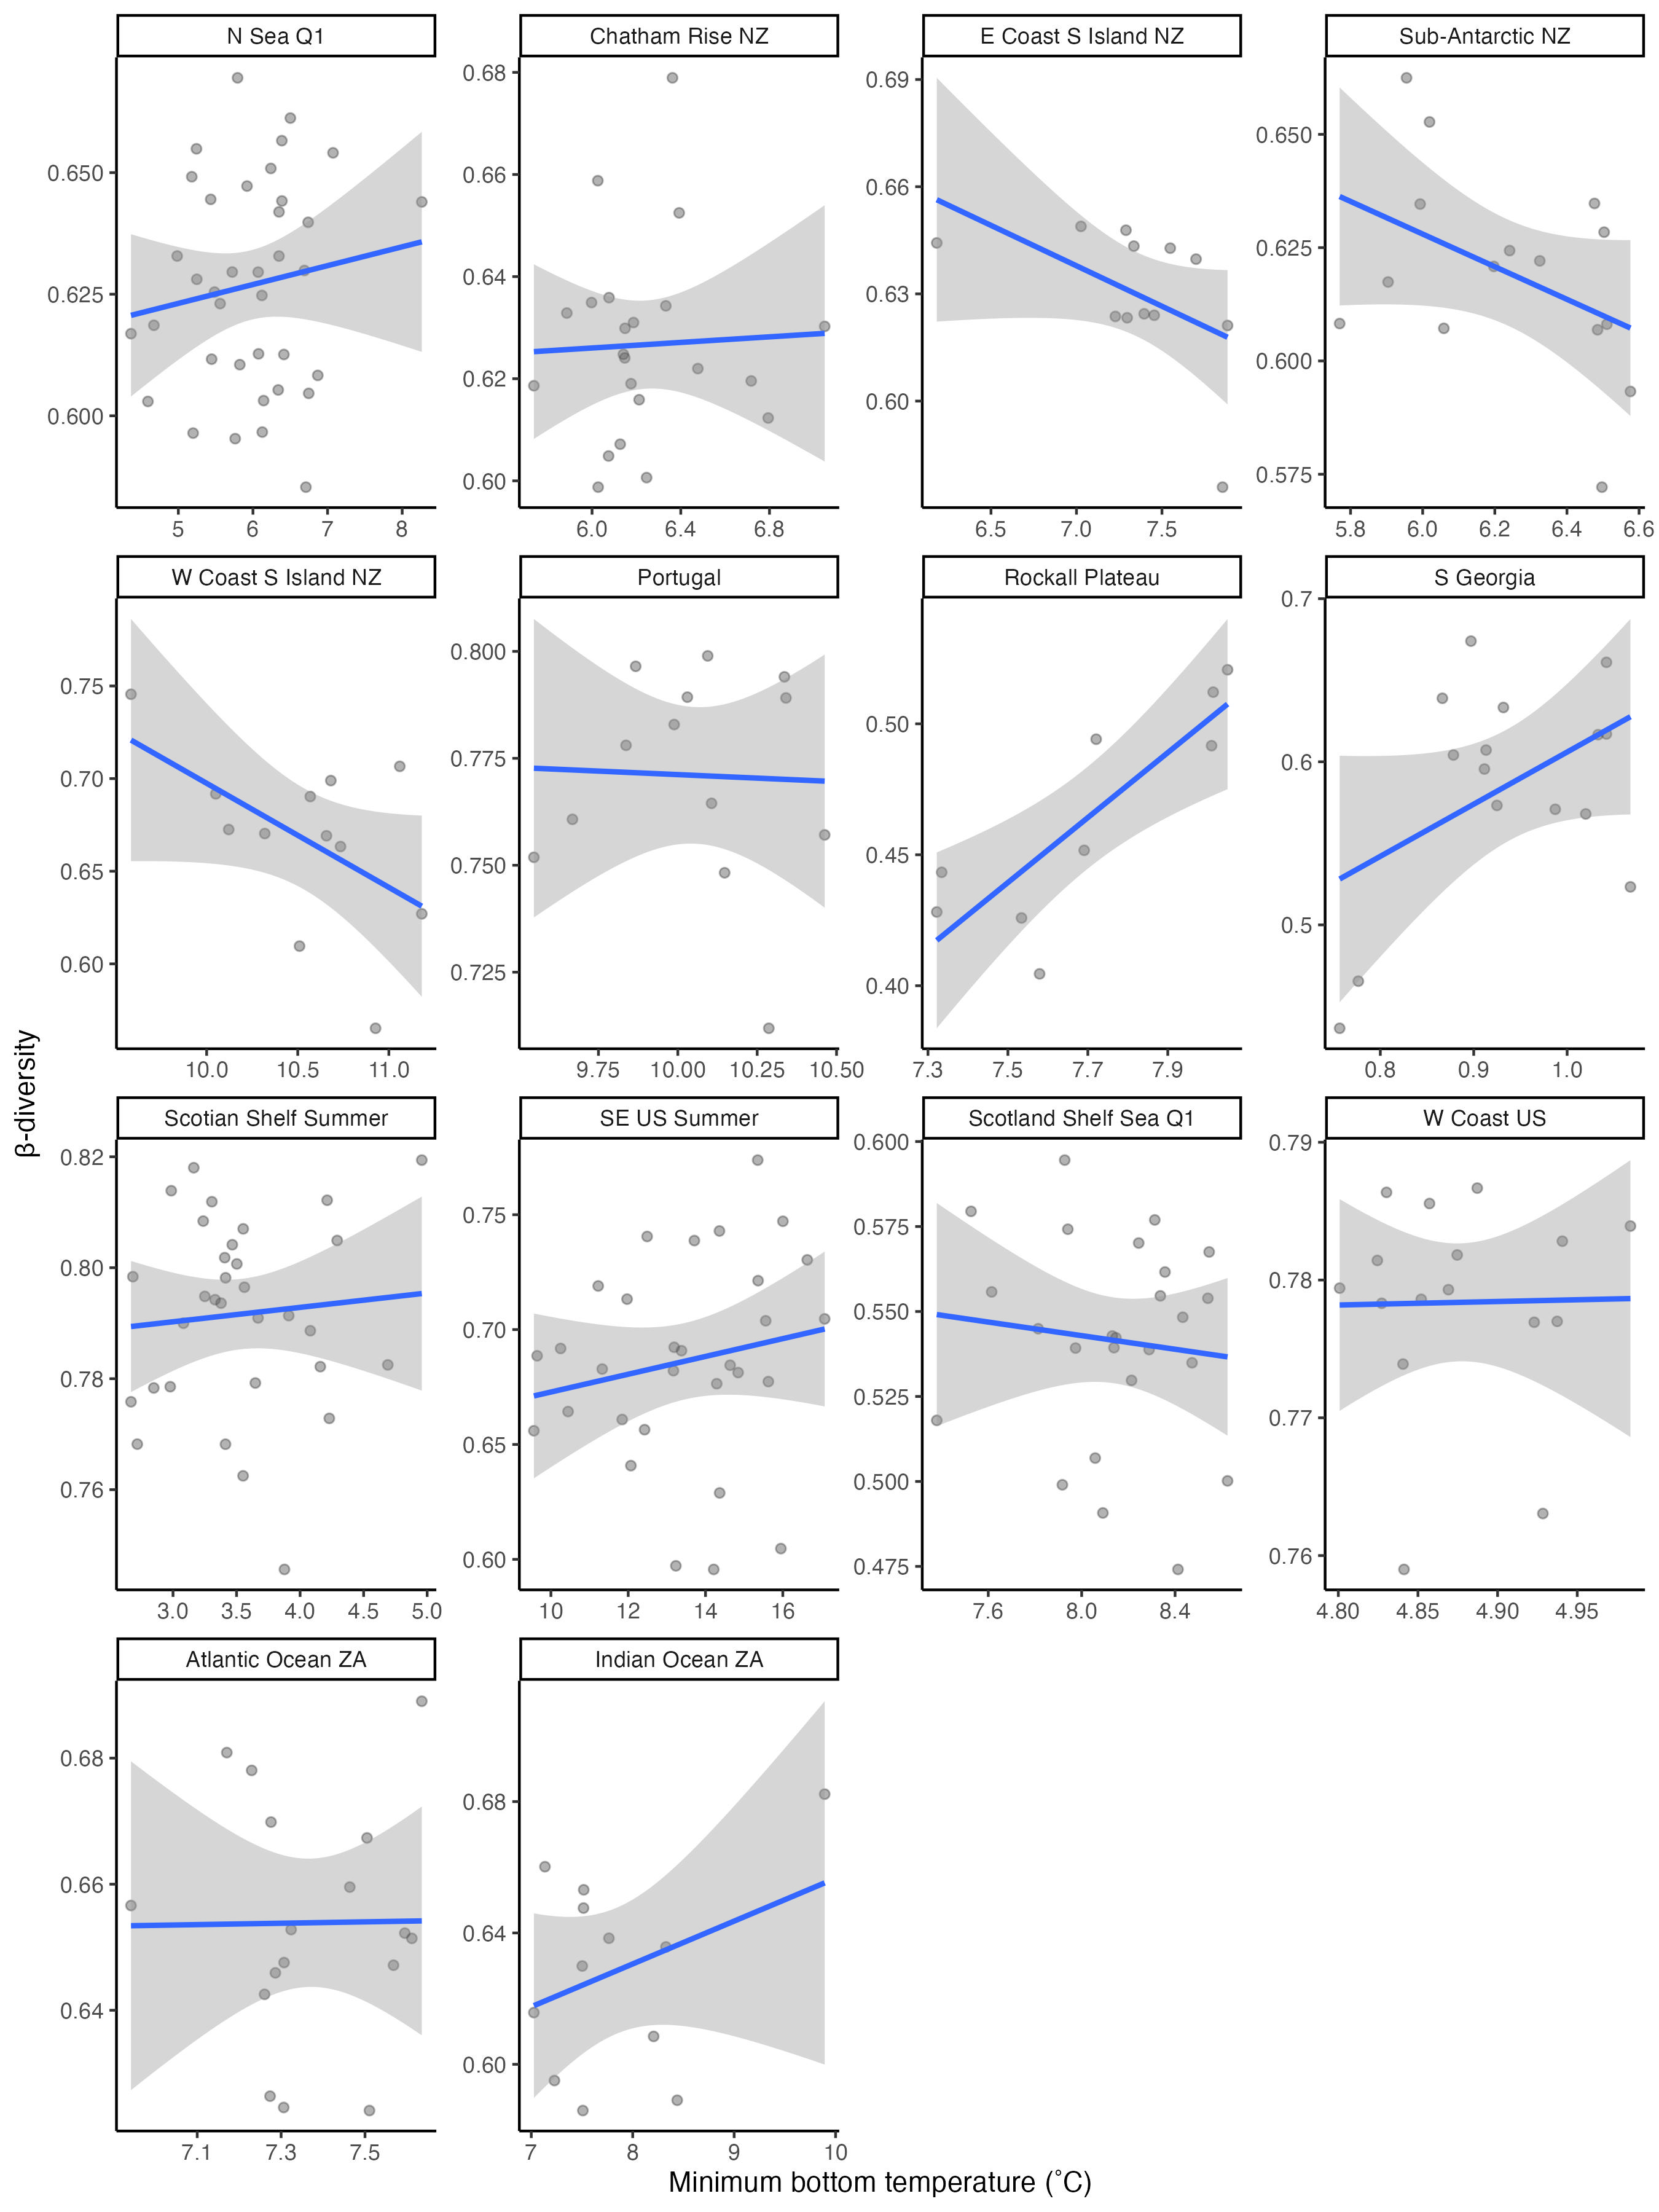 N Sea Q1 Chatham Rise NZ E Coast S Island NZ Sub-Antarctic NZ
0.650
0.625
0.600
5 6 7 8
0.68
0.66
0.64
0.62
0.60
6.0 6.4 6.8
0.69
0.66
0.63
0.60
6.5 7.0 7.5
0.650
0.625
0.600
0.575
5.8 6.0 6.2 6.4 6.6
W Coast S Island NZ Portugal Rockall Plateau S Georgia
0.75
0.70
0.65
0.60
10.0 10.5 11.0
0.800
0.775
0.750
0.725
9.75 10.00 10.25 10.50
0.50
0.45
0.40
7.3 7.5 7.7 7.9
0.7
0.6
0.5
0.8 0.9 1.0
Scotian Shelf Summer SE US Summer Scotland Shelf Sea Q1 W Coast US
0.82
0.80
0.78
0.76
3.0 3.5 4.0 4.5 5.0
0.75
0.70
0.65
0.60
10 12 14 16
0.600
0.575
0.550
0.525
0.500
0.475
7.6 8.0 8.4
0.79
0.78
0.77
0.76
4.80 4.85 4.90 4.95
Atlantic Ocean ZA Indian Ocean ZA
0.68
0.66
0.64
7.1 7.3 7.5
0.68
0.64
0.60
7 8 9 10
β-diversity
Minimum bottom temperature (˚C)